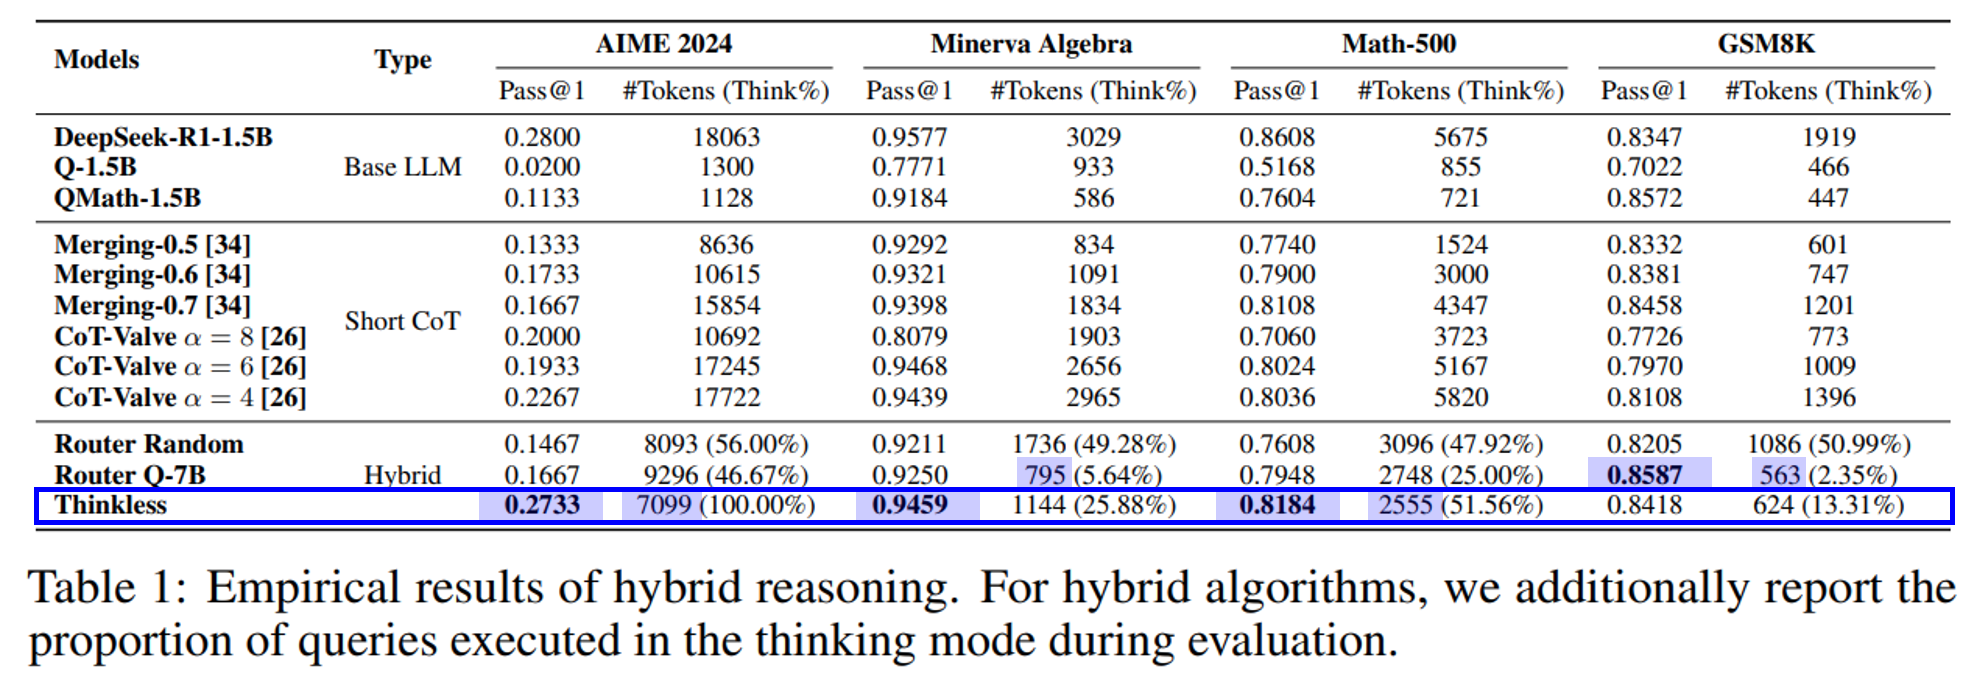 Models Type AIME 2024 Minerva Algebra Math-500 GSM8K
Pass@1 #Tokens (Think%) Pass@1 #Tokens (Think%) Pass@1 #Tokens (Think%) Pass@1 #Tokens (Think%)
DeepSeek-R1-1.5B 0.2800 18063 0.9577 3029 0.8608 5675 0.8347 1919
Q-1.5B Base LLM 0.0200 1300 0.7771 933 0.5168 855 0.7022 466
QMath-1.5B 0.1133 1128 0.9184 586 0.7604 721 0.8572 447
Merging-0.5 [34] 0.1333 8636 0.9292 834 0.7740 1524 0.8332 601
Merging-0.6 [34] 0.1733 10615 0.9321 1091 0.7900 3000 0.8381 747
Merging-0.7 [34] 0.1667 15854 0.9398 1834 0.8108 4347 0.8458 1201
Short CoT
CoT-Valve α = 8 [26] 0.2000 10692 0.8079 1903 0.7060 3723 0.7726 773
CoT-Valve α = 6 [26] 0.1933 17245 0.9468 2656 0.8024 5167 0.7970 1009
CoT-Valve α = 4 [26] 0.2267 17722 0.9439 2965 0.8036 5820 0.8108 1396
Router Random 0.1467 8093 (56.00%) 0.9211 1736 (49.28%) 0.7608 3096 (47.92%) 0.8205 1086 (50.99%)
Router Q-7B Hybrid 0.1667 9296 (46.67%) 0.9250 795 (5.64%) 0.7948 2748 (25.00%) 0.8587 563 (2.35%)
Thinkless 0.2733 7099 (100.00%) 0.9459 1144 (25.88%) 0.8184 2555 (51.56%) 0.8418 624 (13.31%)
Table 1: Empirical results of hybrid reasoning. For hybrid algorithms, we additionally report the
proportion of queries executed in the thinking mode during evaluation.